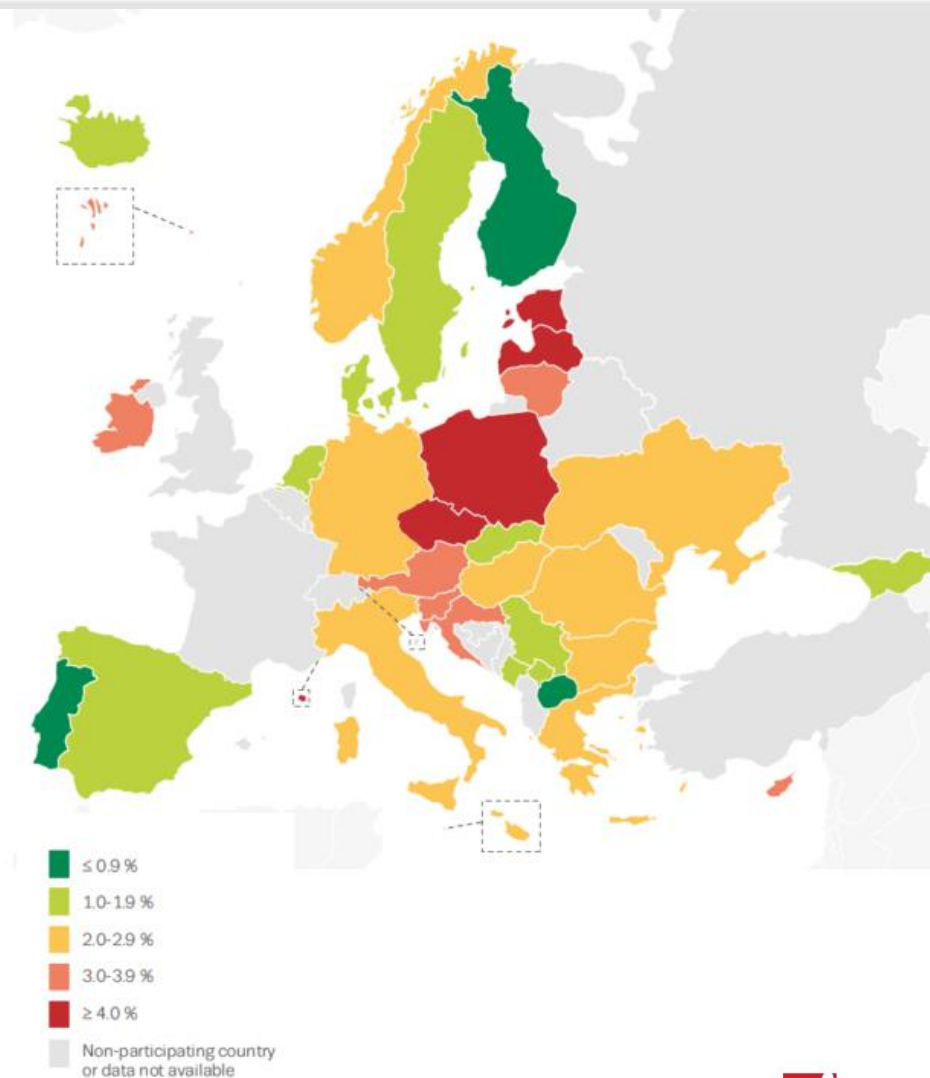 ≤ 0.9 %
1.0-1.9 %
2.0-2.9 %
3.0-3.9 %
≥ 4.0 %
Non-participating country
or data not available